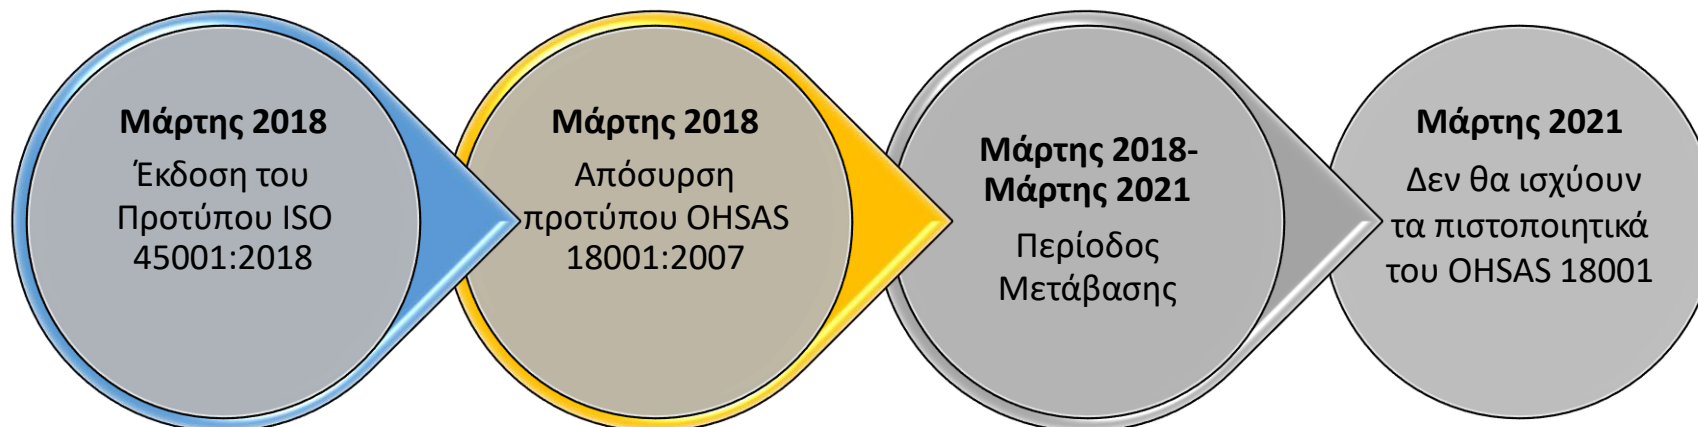 Μάρτης 2018
Έκδοση του
Προτύπου ISO
45001:2018
Μάρτης 2018
Απόσυρση
προτύπου OHSAS
18001:2007
Μάρτης 2018-
Μάρτης 2021
Περίοδος
Μετάβασης
Μάρτης 2021
Δεν θα ισχύουν
τα πιστοποιητικά
του OHSAS 18001